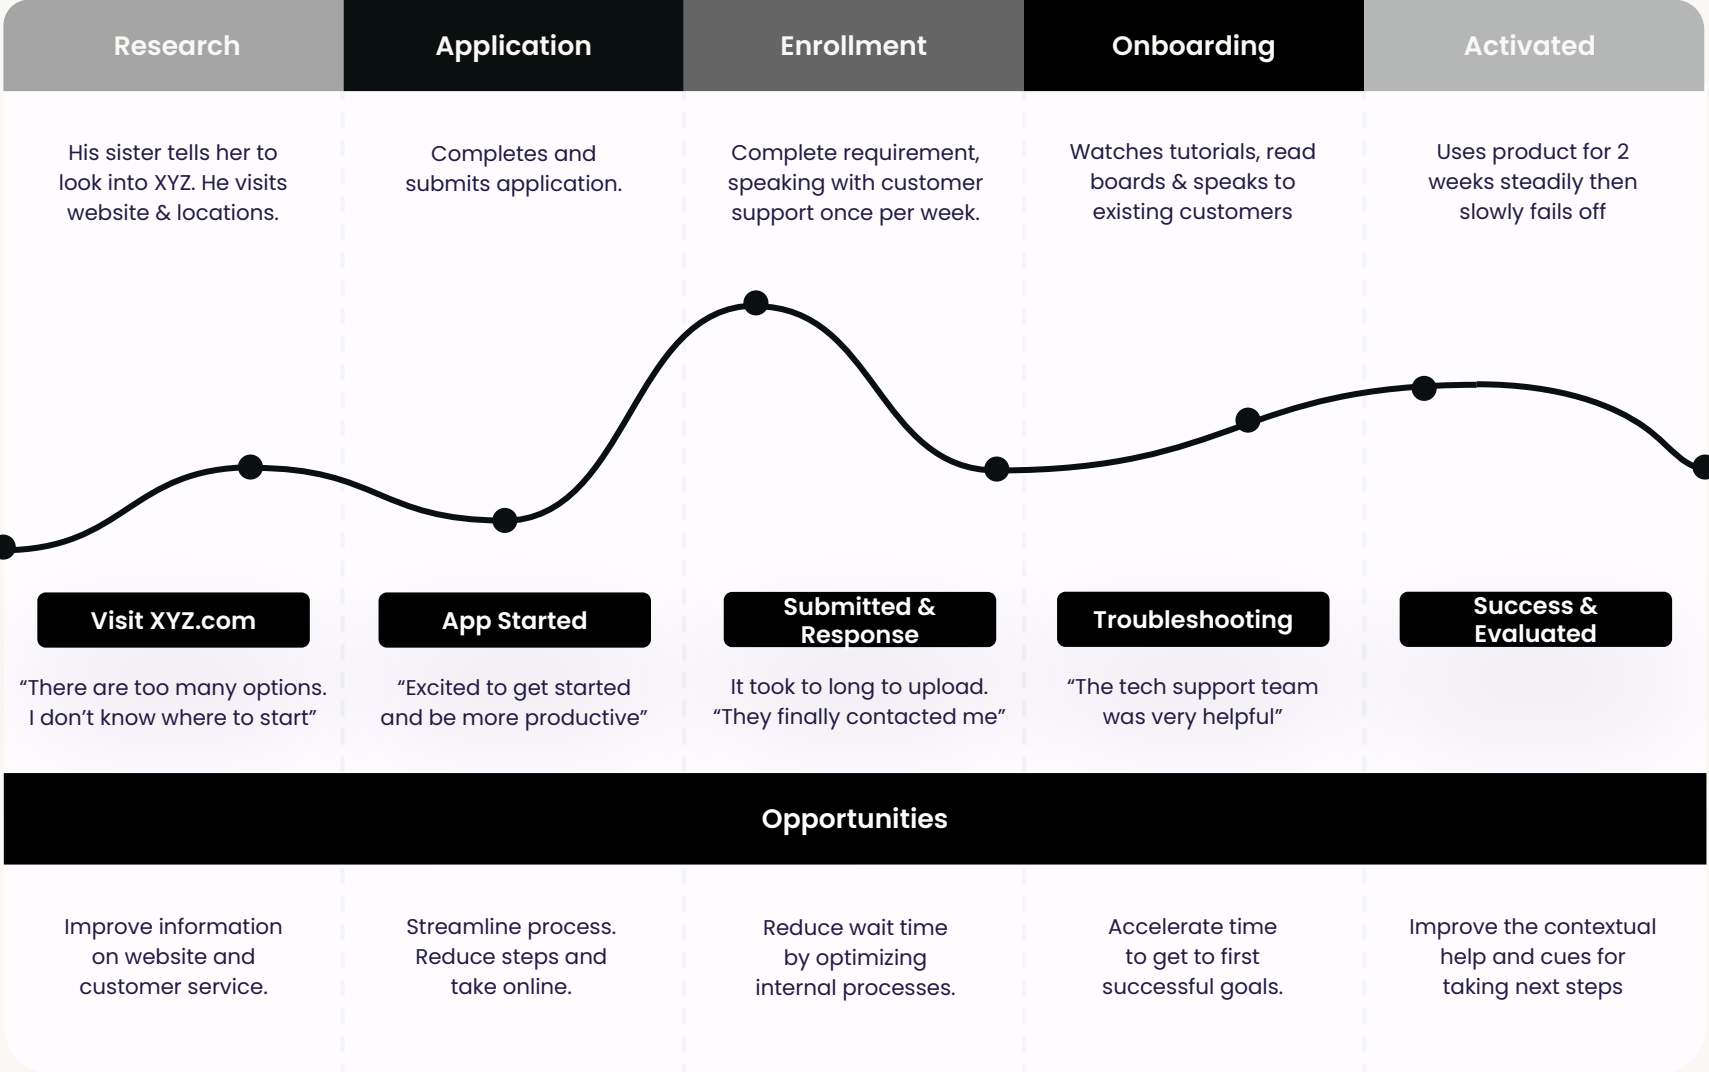 Research
Application
Enrollment
Onboarding
Activated
His sister tells her to
look into XYZ. He visits
website & locations.
Completes and
submits application.
Complete requirement,
speaking with customer
support once per week.
Watches tutorials, read
boards & speaks to
existing customers
Uses product for 2
weeks steadily then
slowly fails off
Visit XYZ.com
App Started
Submitted &
Response
Troubleshooting
Success &
Evaluated
“There are too many options.
I don’t know where to start”
“Excited to get started
and be more productive”
It took to long to upload.
“They finally contacted me”
“The tech support team
was very helpful”
Opportunities
Improve information
on website and
customer service.
Streamline process.
Reduce steps and
take online.
Reduce wait time
by optimizing
internal processes.
Accelerate time
to get to first
successful goals.
Improve the contextual
help and cues for
taking next steps